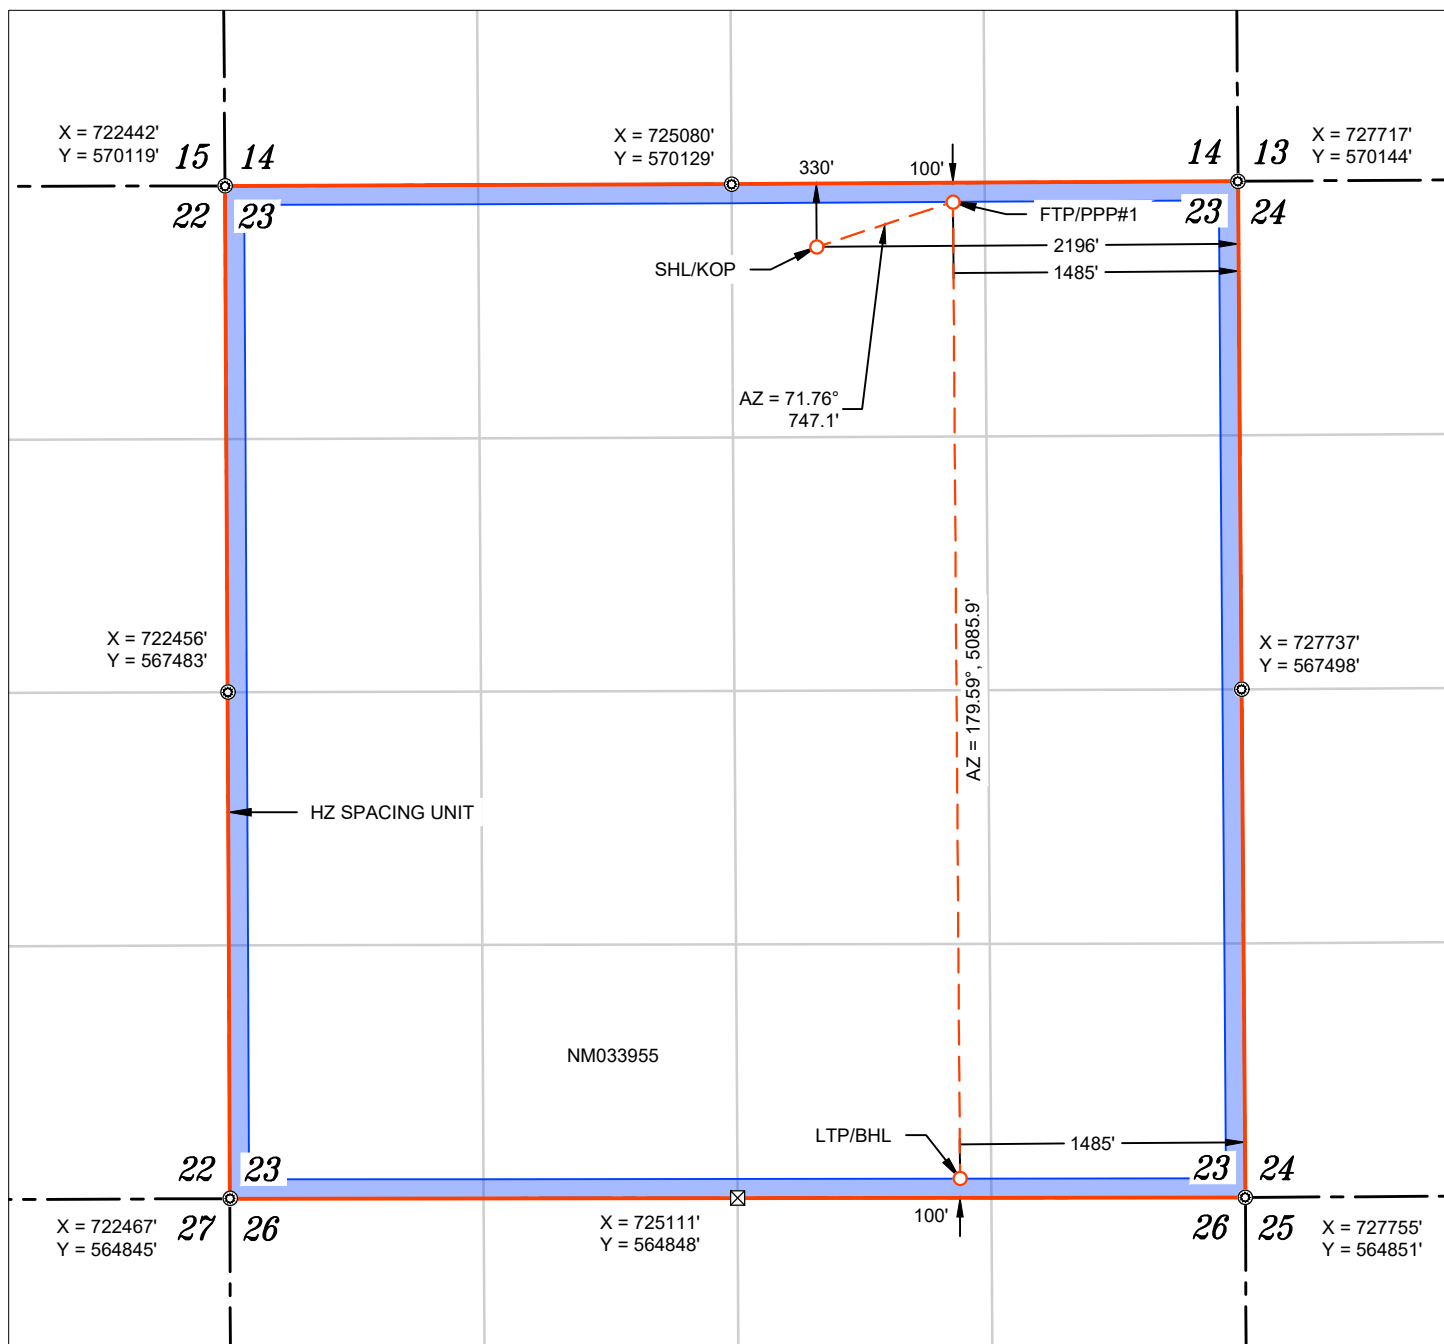 X = 722442'
Y = 570119'
15 14
22 23
X = 725080'
Y = 570129'
330'
100'
14 13
23 24
X = 727717'
Y = 570144'
FTP/PPP#1
2196'
1485'
SHL/KOP
AZ = 71.76°
747.1'
X = 722456'
Y = 567483'
AZ = 179.59°, 5085.9'
X = 727737'
Y = 567498'
HZ SPACING UNIT
NM033955
LTP/BHL
1485'
22 23
27 26
X = 722467'
Y = 564845'
X = 725111'
Y = 564848'
100'
23 24
26 25
X = 727755'
Y = 564851'